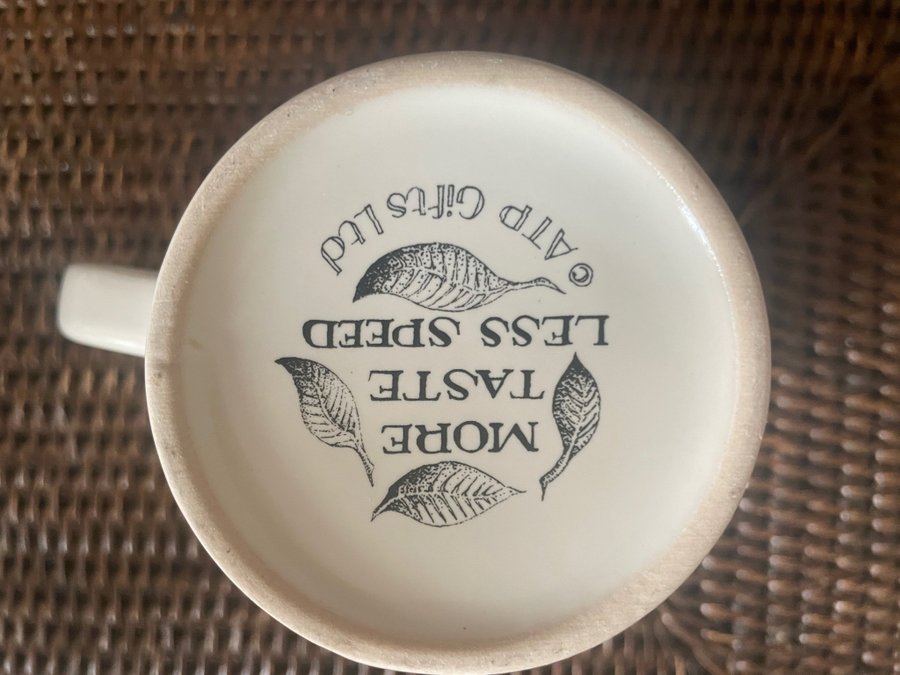 MORE
TASTE
LESS SPEED
© ATP Gifts Ltd